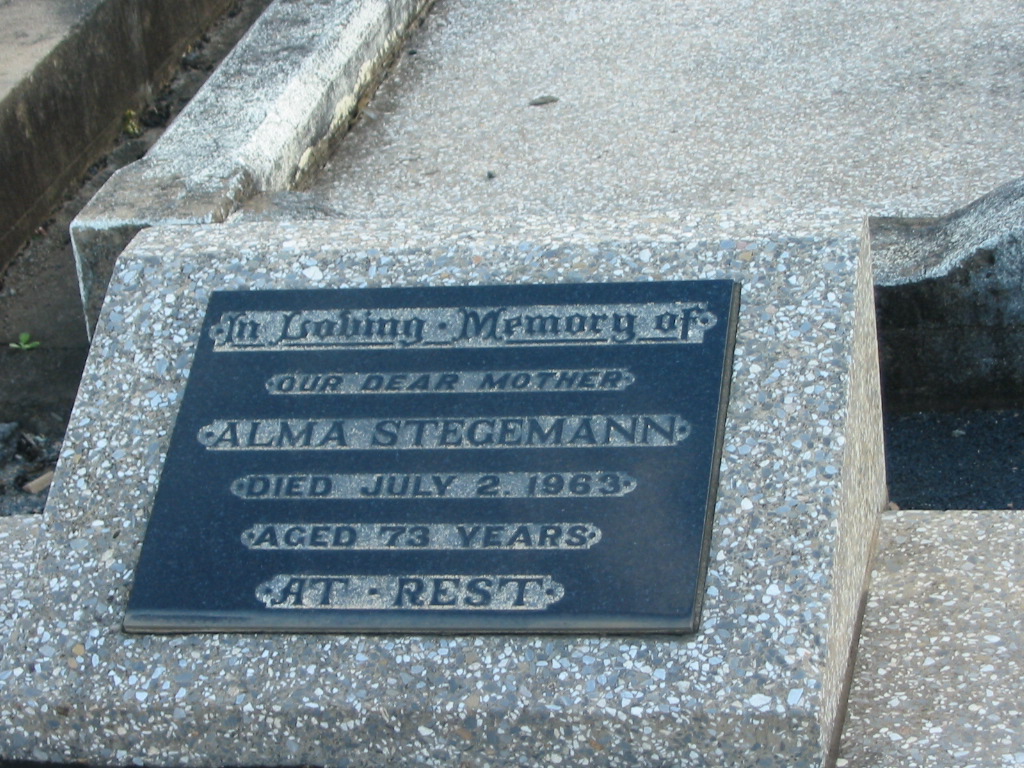 In Loving · Memory of
OUR DEAR MOTHER
ALMA STEGEMANN
DIED JULY 2. 1963
AGED 73 YEARS
AT · REST